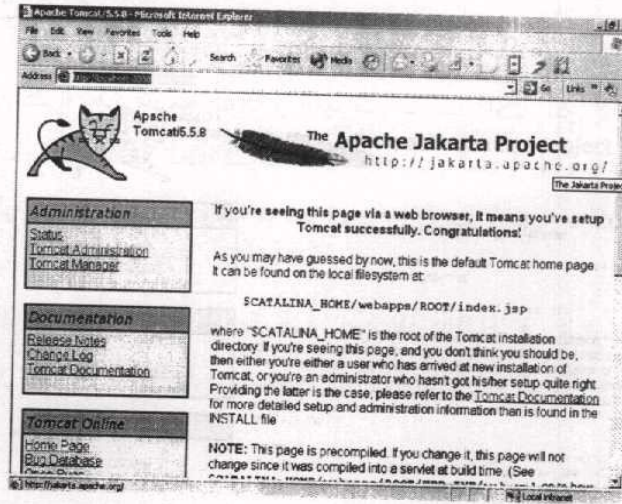 Apache Tomcat/5.5.8 - Microsoft Internet Explorer
File Edit View Favorites Tools Help
Back Search Favorites Media
Address Go Links
Apache
Tomcat/5.5.8
The Apache Jakarta Project
http://jakarta.apache.org/
The Jakarta Project
Administration
Status
Tomcat Administration
Tomcat Manager
Documentation
Release Notes
Change Log
Tomcat Documentation
Tomcat Online
Home Page
Bug Database
If you're seeing this page via a web browser, it means you've setup
Tomcat successfully. Congratulations!
As you may have guessed by now, this is the default Tomcat home page.
It can be found on the local filesystem at:
$CATALINA_HOME/webapps/ROOT/index.jsp
where "$CATALINA_HOME" is the root of the Tomcat installation
directory. If you're seeing this page, and you don't think you should be,
then either you're either a user who has arrived at new installation of
Tomcat, or you're an administrator who hasn't got his/her setup quite right.
Providing the latter is the case, please refer to the Tomcat Documentation
for more detailed setup and administration information than is found in the
INSTALL file.
NOTE: This page is precompiled. If you change it, this page will not
change since it was compiled into a servlet at build time. (See
http://jakarta.apache.org/
Local intranet